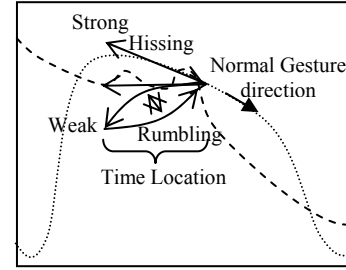 Strong
Hissing
Normal Gesture
direction
Weak
Rumbling
Time Location